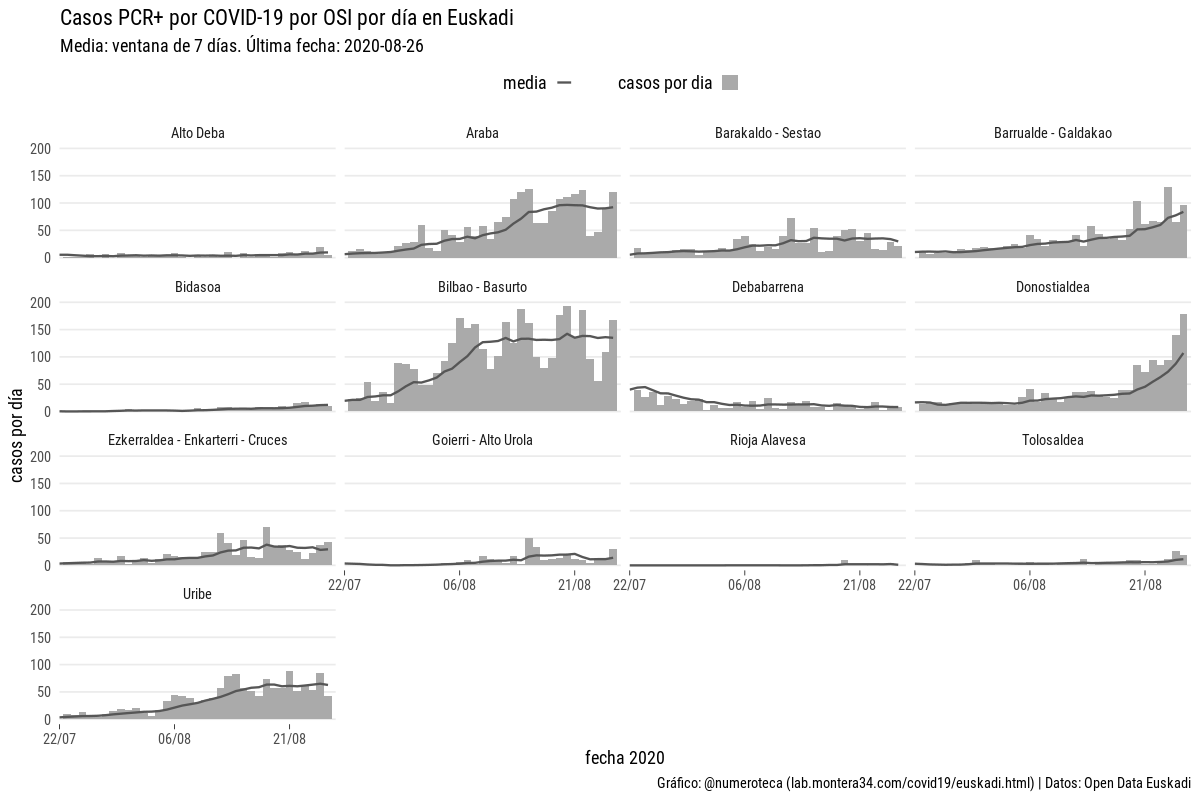 Casos PCR+ por COVID-19 por OSI por día en Euskadi
Media: ventana de 7 días. Última fecha: 2020-08-26
media casos por dia
Alto Deba Araba Barakaldo - Sestao Barrualde - Galdakao
200
150
100
50
0
Bidasoa Bilbao - Basurto Debabarrena Donostialdea
200
150
100
50
0
casos por día
Ezkerraldea - Enkarterri - Cruces Goierri - Alto Urola Rioja Alavesa Tolosaldea
200
150
100
50
0
22/07 06/08 21/08 22/07 06/08 21/08 22/07 06/08 21/08
Uribe
200
150
100
50
0
22/07 06/08 21/08
fecha 2020
Gráfico: @numeroteca (lab.montera34.com/covid19/euskadi.html) | Datos: Open Data Euskadi